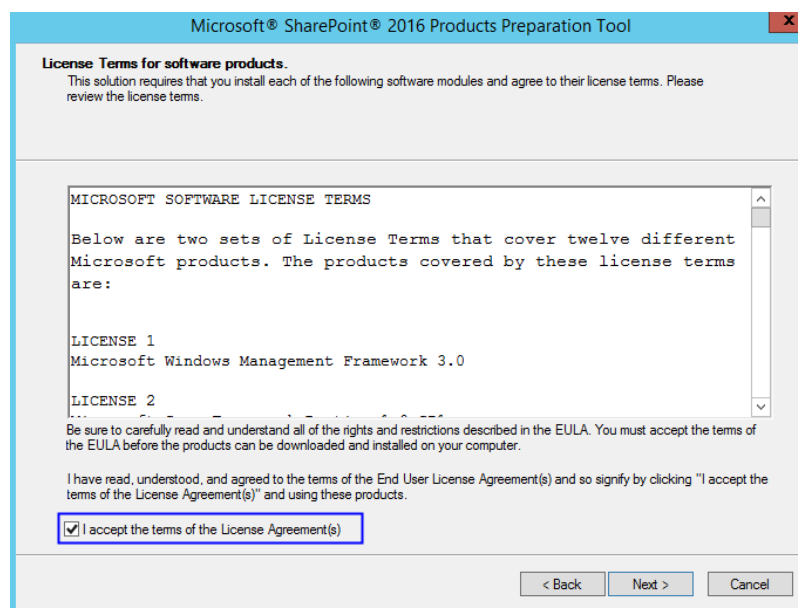 Microsoft® SharePoint® 2016 Products Preparation Tool
x
License Terms for software products.
This solution requires that you install each of the following software modules and agree to their license terms. Please
review the license terms.
MICROSOFT SOFTWARE LICENSE TERMS
Below are two sets of License Terms that cover twelve different
Microsoft products. The products covered by these license terms
are:
LICENSE 1
Microsoft Windows Management Framework 3.0
LICENSE 2
Be sure to carefully read and understand all of the rights and restrictions described in the EULA. You must accept the terms of
the EULA before the products can be downloaded and installed on your computer.
I have read, understood, and agreed to the terms of the End User License Agreement(s) and so signify by clicking "I accept the
terms of the License Agreement(s)" and using these products.
I accept the terms of the License Agreement(s)
< Back Next > Cancel